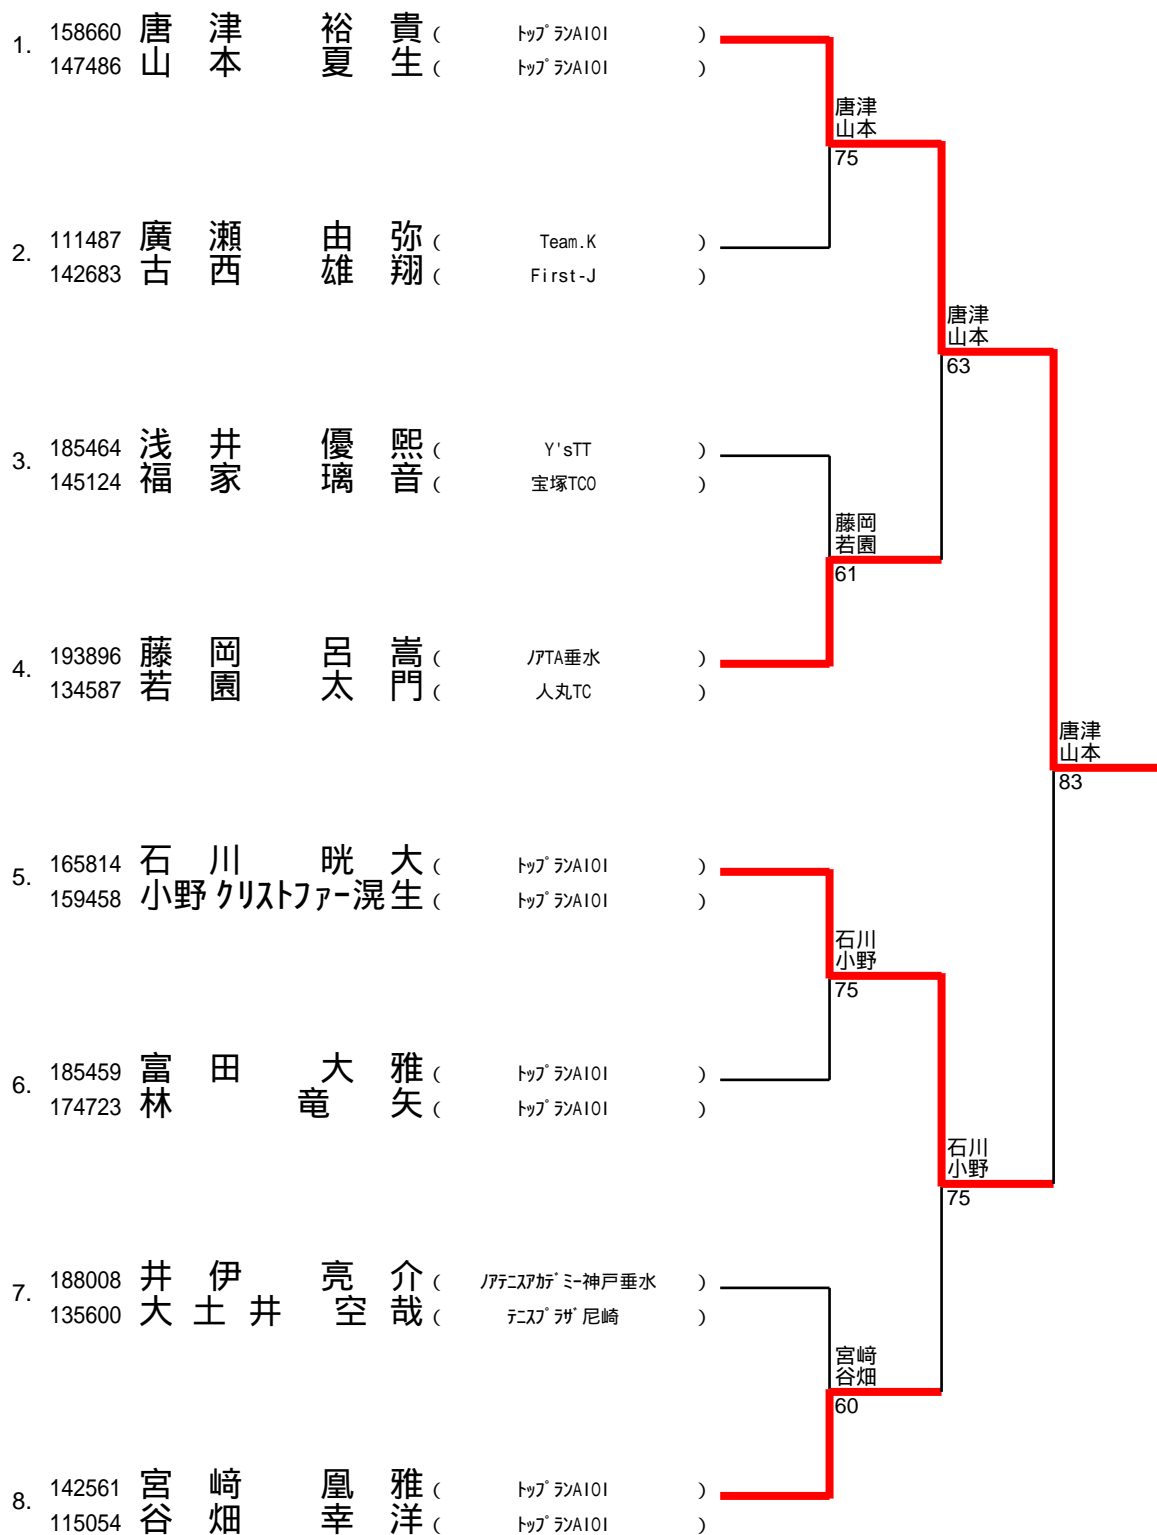 1. 158660 唐津 裕貴 ( トップランAIOI )
147486 山本 夏生 ( トップランAIOI )
唐津
山本
75
2. 111487 廣瀬 由弥 ( Team.K )
142683 古西 雄翔 ( First-J )
唐津
山本
63
3. 185464 浅井 優熙 ( Y'sTT )
145124 福家 璃音 ( 宝塚TCO )
藤岡
若園
61
4. 193896 藤岡 呂嵩 ( ノアTA垂水 )
134587 若園 太門 ( 人丸TC )
唐津
山本
83
5. 165814 石川 晄大 ( トップランAIOI )
159458 小野 クリストファー滉生 ( トップランAIOI )
石川
小野
75
6. 185459 富田 大雅 ( トップランAIOI )
174723 林 竜矢 ( トップランAIOI )
石川
小野
75
7. 188008 井伊 亮介 ( ノアテニスアカデミー神戸垂水 )
135600 大土井 空哉 ( テニスプラザ尼崎 )
宮﨑
谷畑
60
8. 142561 宮﨑 凰雅 ( トップランAIOI )
115054 谷畑 幸洋 ( トップランAIOI )